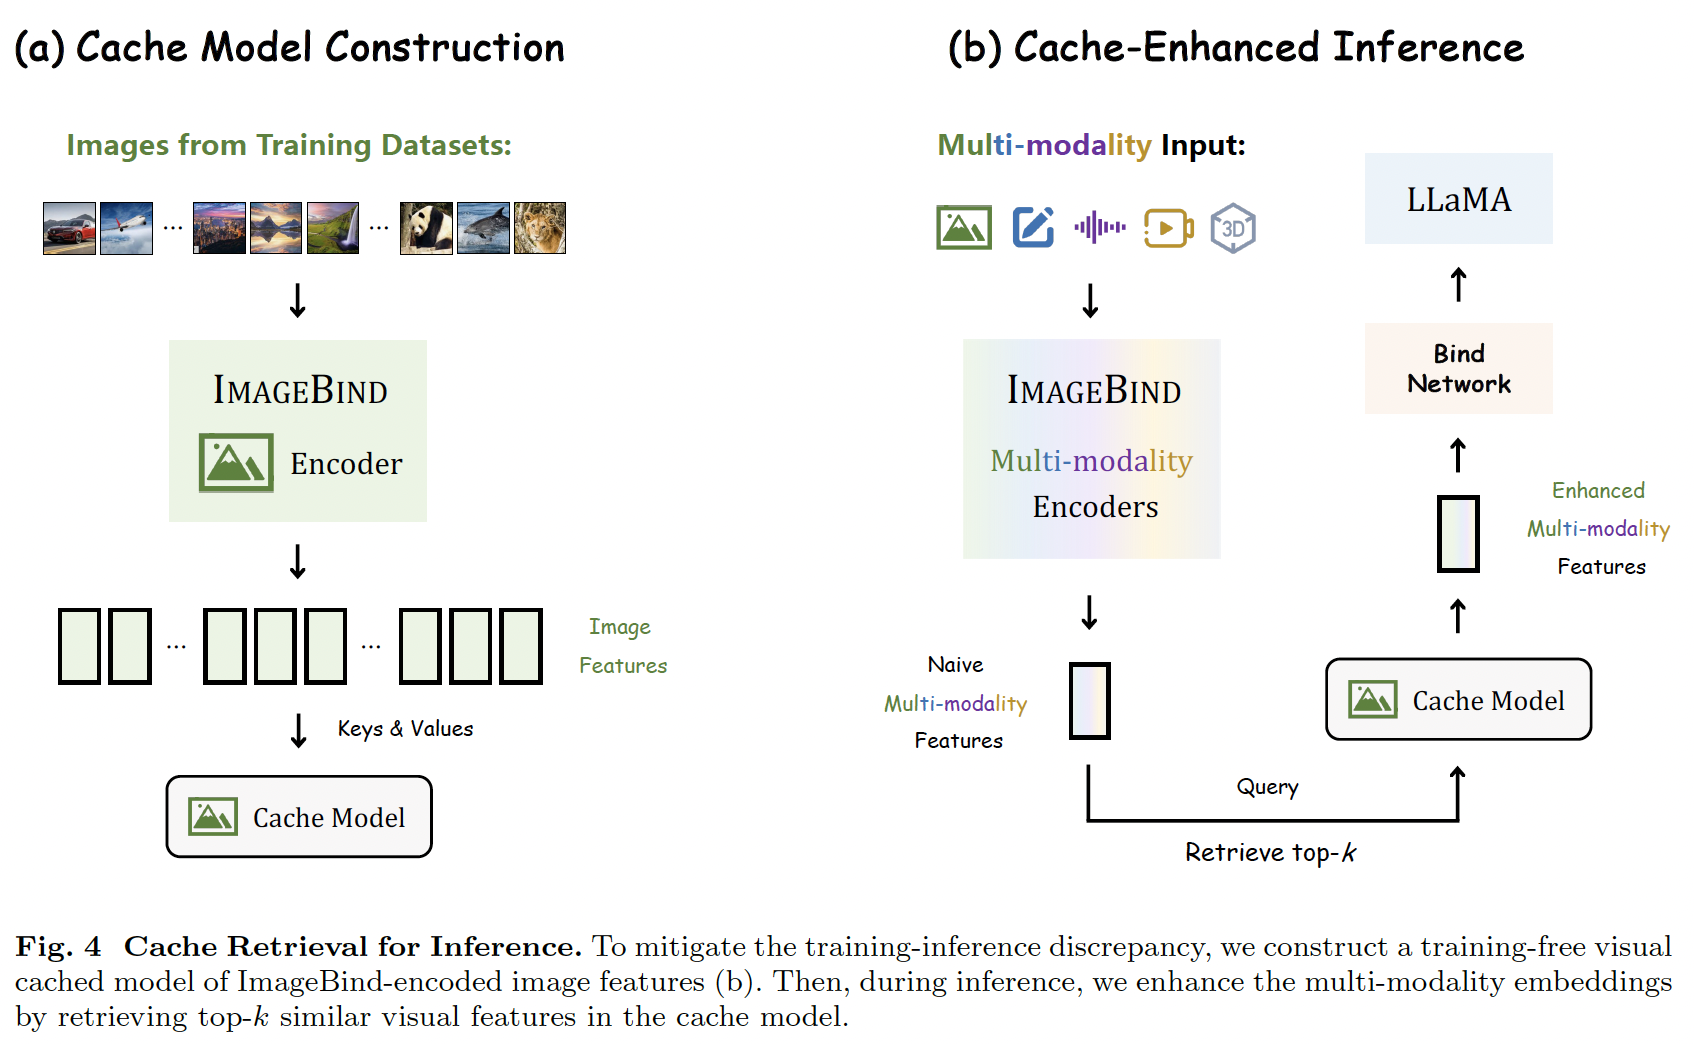 (a) Cache Model Construction
Images from Training Datasets:
...
...
IMAGEBIND
Encoder
...
...
Image
Features
Keys & Values
Cache Model
(b) Cache-Enhanced Inference
Multi-modality Input:
3D
IMAGEBIND
Multi-modality
Encoders
Naive
Multi-modality
Features
Query
Retrieve top-k
Cache Model
Enhanced
Multi-modality
Features
Bind
Network
LLaMA
Fig. 4 Cache Retrieval for Inference. To mitigate the training-inference discrepancy, we construct a training-free visual
cached model of ImageBind-encoded image features (b). Then, during inference, we enhance the multi-modality embeddings
by retrieving top-k similar visual features in the cache model.